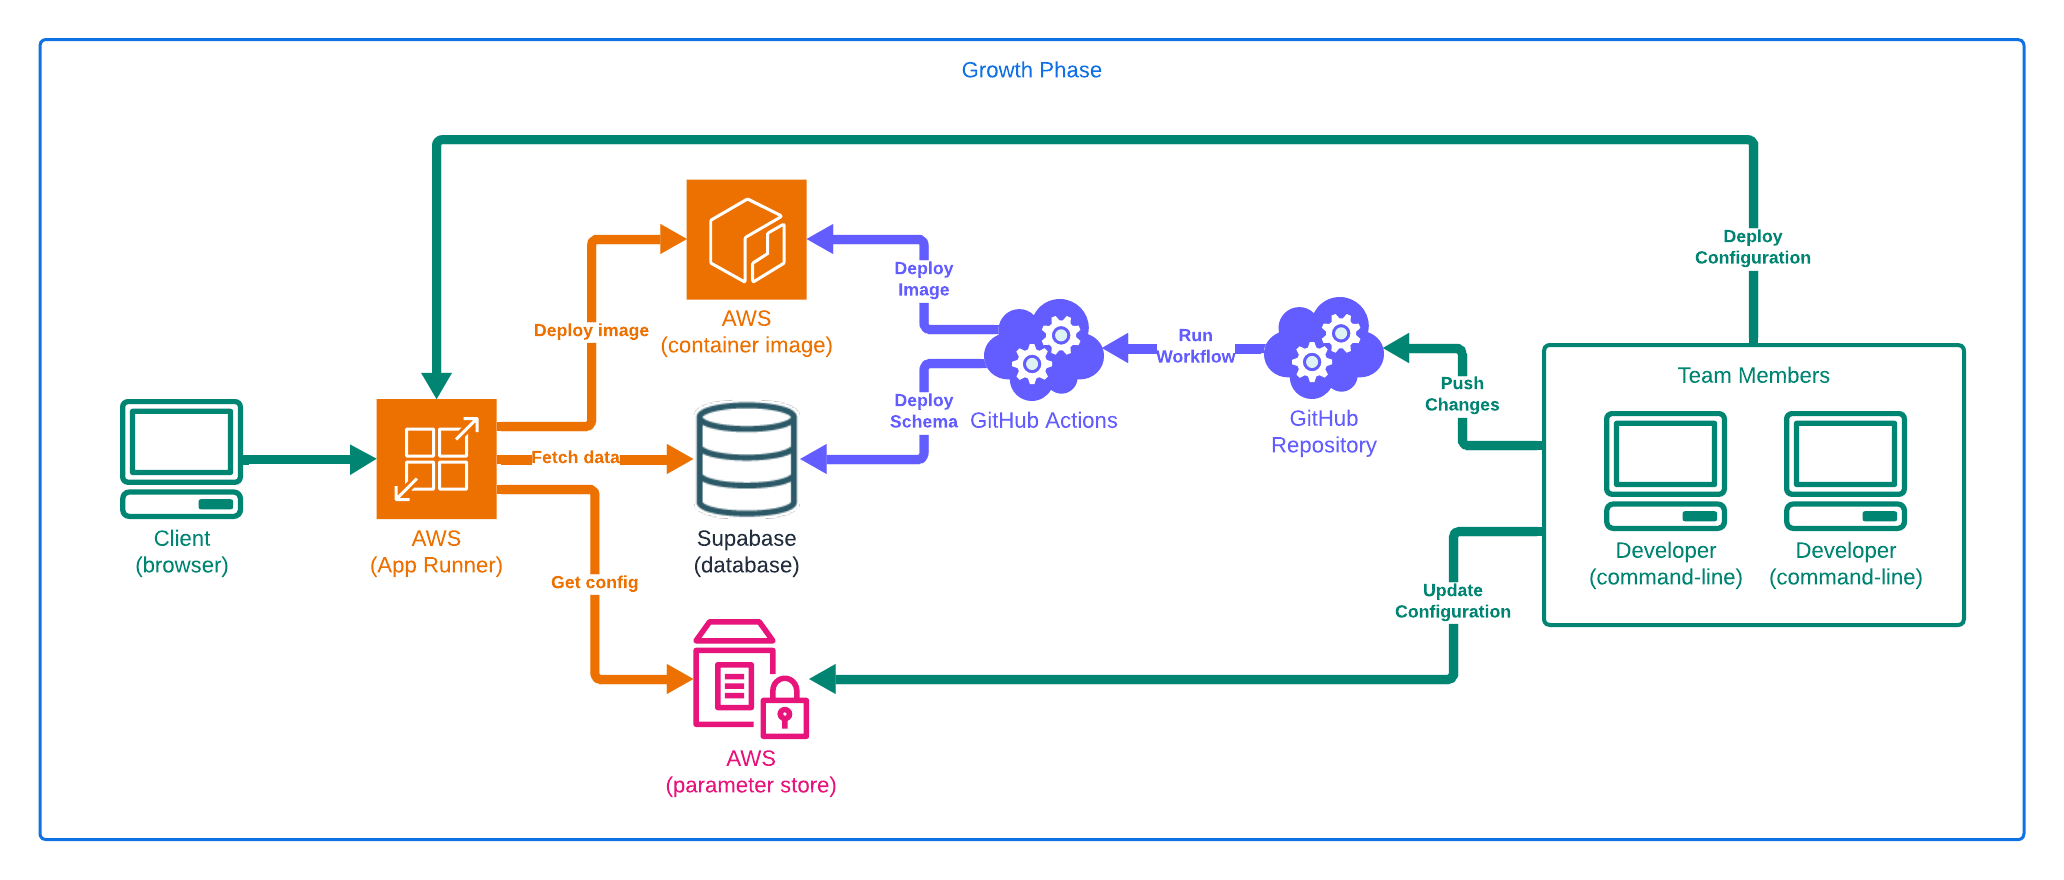 Growth Phase
Deploy
Configuration
Deploy
Image
Deploy image
AWS
(container image)
Run
Workflow
GitHub Actions
GitHub
Repository
Push
Changes
Team Members
Deploy
Schema
Fetch data
Client
(browser)
AWS
(App Runner)
Supabase
(database)
Developer
(command-line)
Developer
(command-line)
Get config
Update
Configuration
AWS
(parameter store)